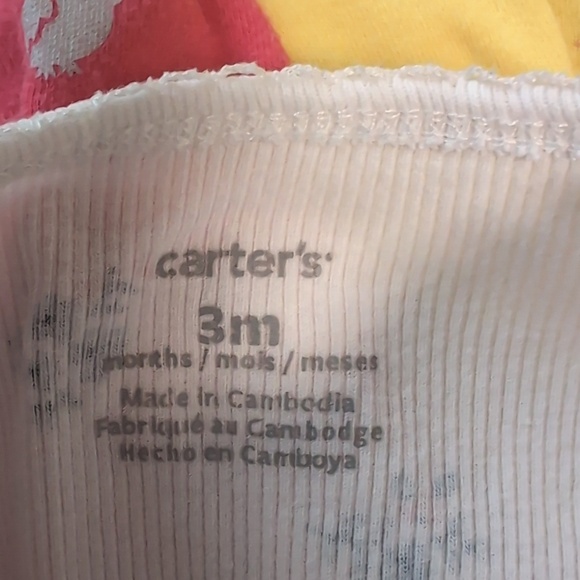 carter's
3m
months / mois / meses
Made in Cambodia
Fabriqué au Cambodge
Hecho en Camboya